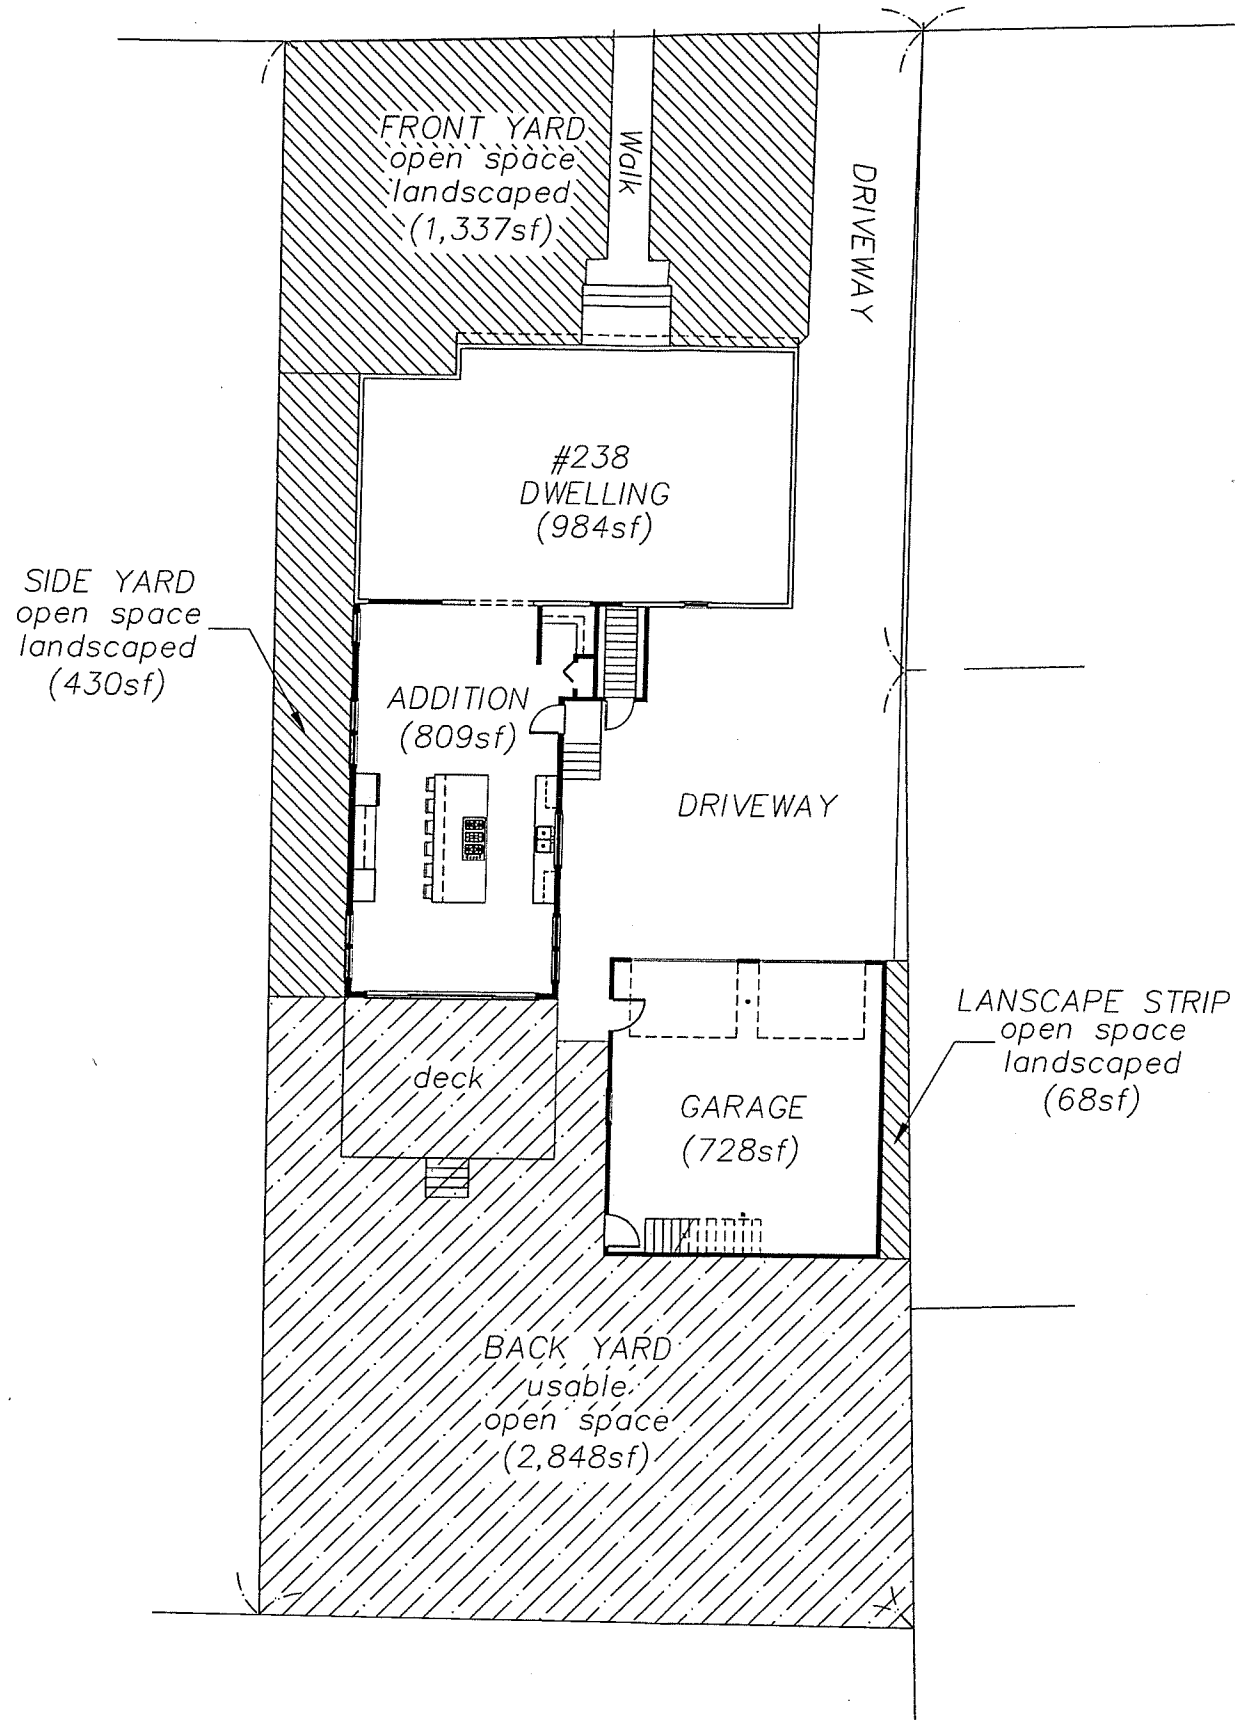 FRONT YARD
open space
landscaped
(1,337sf)
Walk
DRIVEWAY
#238
DWELLING
(984sf)
SIDE YARD
open space
landscaped
(430sf)
ADDITION
(809sf)
DRIVEWAY
LANSCAPE STRIP
open space
landscaped
(68sf)
deck
GARAGE
(728sf)
BACK YARD
usable
open space
(2,848sf)